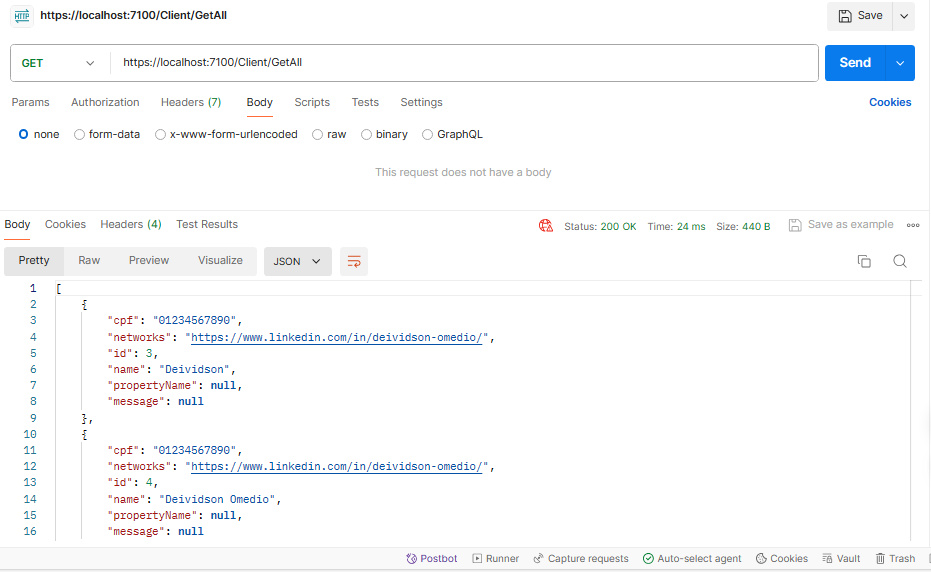 HTTP https://localhost:7100/Client/GetAll Save
GET https://localhost:7100/Client/GetAll Send
Params Authorization Headers (7) Body Scripts Tests Settings Cookies
none form-data x-www-form-urlencoded raw binary GraphQL
This request does not have a body
Body Cookies Headers (4) Test Results Status: 200 OK Time: 24 ms Size: 440 B Save as example
Pretty Raw Preview Visualize JSON
1 [
2 {
3 "cpf": "01234567890",
4 "networks": "https://www.linkedin.com/in/deividson-omedio/",
5 "id": 3,
6 "name": "Deividson",
7 "propertyName": null,
8 "message": null
9 },
10 {
11 "cpf": "01234567890",
12 "networks": "https://www.linkedin.com/in/deividson-omedio/",
13 "id": 4,
14 "name": "Deividson Omedio",
15 "propertyName": null,
16 "message": null
Postbot Runner Capture requests Auto-select agent Cookies Vault Trash